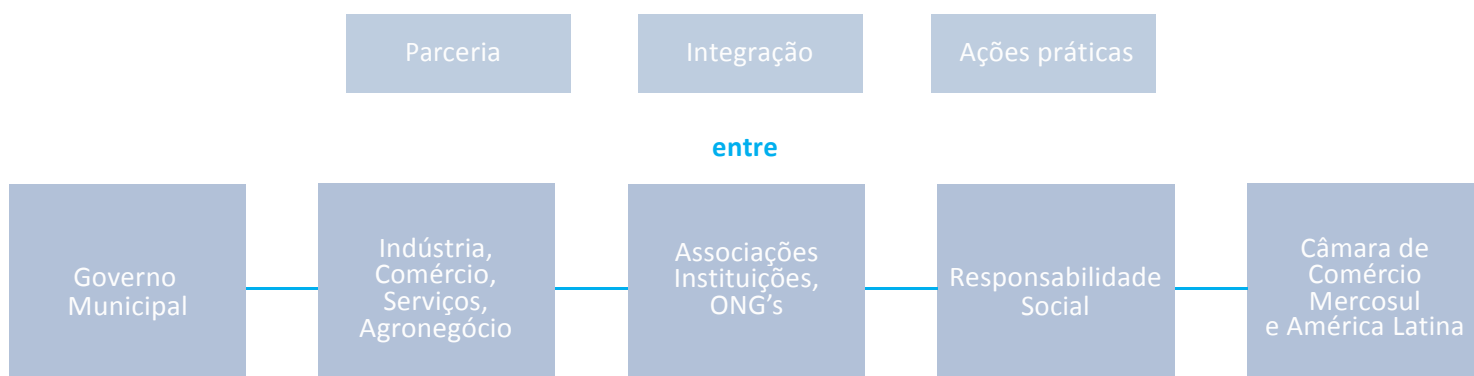 Parceria
Integração
Ações práticas
entre
Governo
Municipal
Indústria,
Comércio,
Serviços,
Agronegócio
Associações
Instituições,
ONG’s
Responsabilidade
Social
Câmara de
Comércio
Mercosul
e América Latina